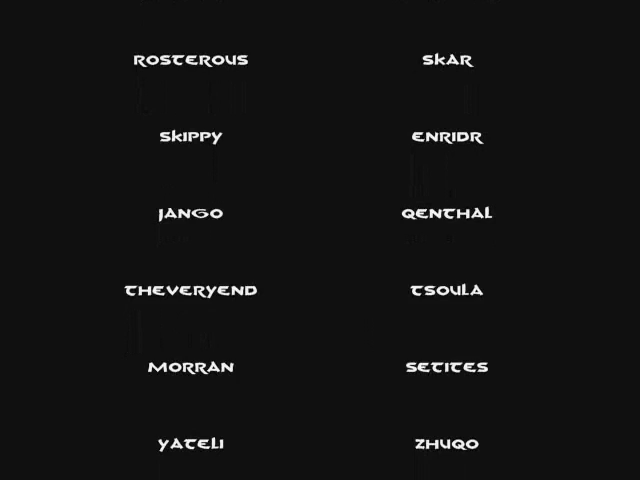 ROSTEROUS SKAR
SKIPPY ENRIDR
JANGO QENTHAL
THEVERYEND TSOULA
MORRAN SETITES
YATELI ZHUQO